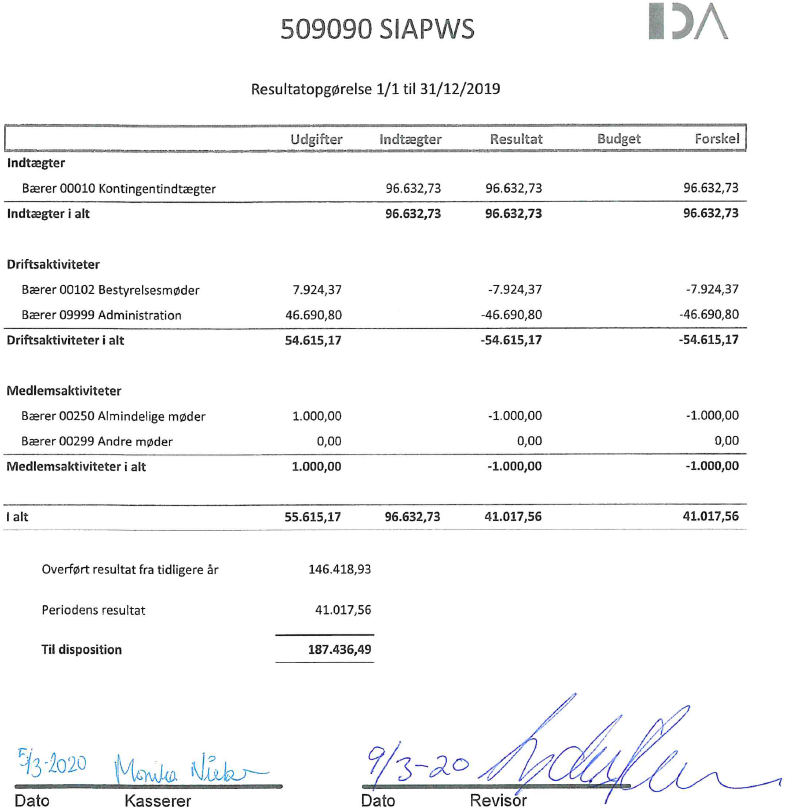 509090 SIAPWS
IDA
Resultatopgørelse 1/1 til 31/12/2019
Udgifter Indtægter Resultat Budget Forskel
Indtægter
Bærer 00010 Kontingentindtægter 96.632,73 96.632,73 96.632,73
Indtægter i alt 96.632,73 96.632,73 96.632,73
Driftsaktiviteter
Bærer 00102 Bestyrelsesmøder 7.924,37 -7.924,37 -7.924,37
Bærer 09999 Administration 46.690,80 -46.690,80 -46.690,80
Driftsaktiviteter i alt 54.615,17 -54.615,17 -54.615,17
Medlemsaktiviteter
Bærer 00250 Almindelige møder 1.000,00 -1.000,00 -1.000,00
Bærer 00299 Andre møder 0,00 0,00 0,00
Medlemsaktiviteter i alt 1.000,00 -1.000,00 -1.000,00
I alt 55.615,17 96.632,73 41.017,56 41.017,56
Overført resultat fra tidligere år 146.418,93
Periodens resultat 41.017,56
Til disposition 187.436,49
5/3-2020 Monika 9/3-20
Dato Kasserer Dato Revisor